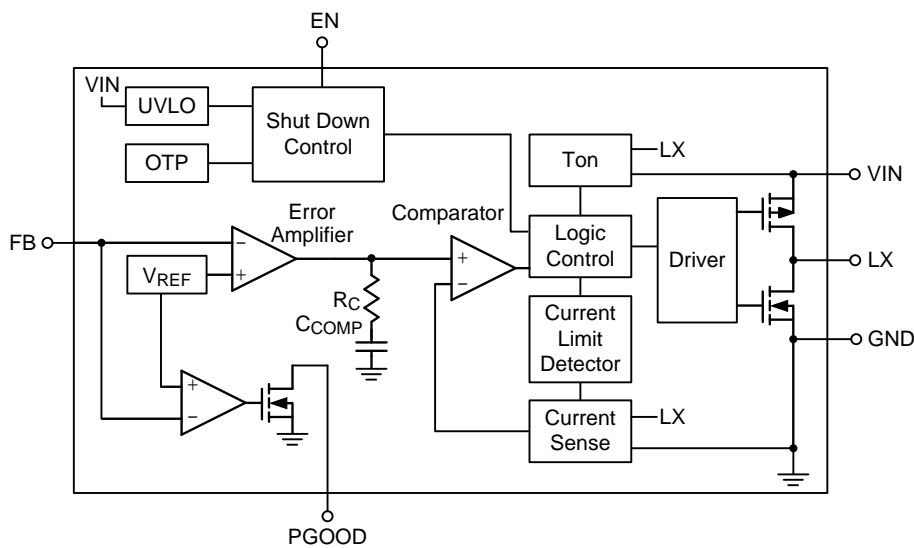 EN
VIN
UVLO
Shut Down
Control
OTP
Ton
LX
VIN
Error
Amplifier
Comparator
FB
−
+
VREF
+
−
Logic
Control
Driver
LX
RC
CCOMP
Current
Limit
Detector
GND
+
−
Current
Sense
LX
PGOOD